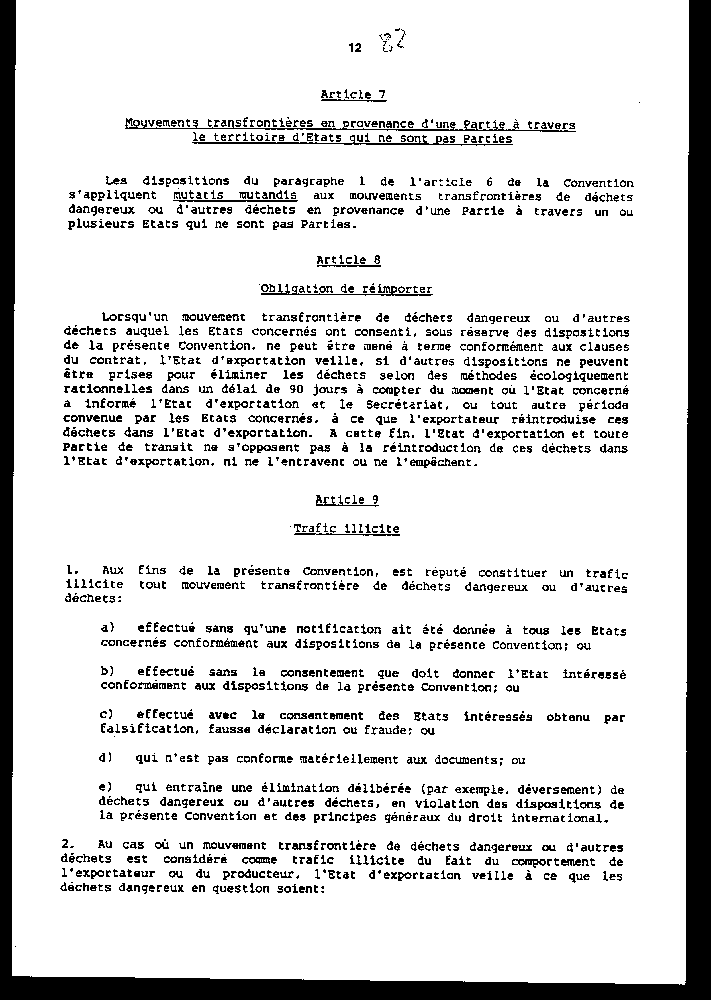 12 82
Article 7
Mouvements transfrontières en provenance d'une Partie à travers
le territoire d'Etats qui ne sont pas Parties
Les dispositions du paragraphe 1 de l'article 6 de la Convention
s'appliquent mutatis mutandis aux mouvements transfrontières de déchets
dangereux ou d'autres déchets en provenance d'une Partie à travers un ou
plusieurs Etats qui ne sont pas Parties.
Article 8
Obligation de réimporter
Lorsqu'un mouvement transfrontière de déchets dangereux ou d'autres
déchets auquel les Etats concernés ont consenti, sous réserve des dispositions
de la présente Convention, ne peut être mené à terme conformément aux clauses
du contrat, l'Etat d'exportation veille, si d'autres dispositions ne peuvent
être prises pour éliminer les déchets selon des méthodes écologiquement
rationnelles dans un délai de 90 jours à compter du moment où l'Etat concerné
a informé l'Etat d'exportation et le Secrétariat, ou tout autre période
convenue par les Etats concernés, à ce que l'exportateur réintroduise ces
déchets dans l'Etat d'exportation. A cette fin, l'Etat d'exportation et toute
Partie de transit ne s'opposent pas à la réintroduction de ces déchets dans
l'Etat d'exportation, ni ne l'entravent ou ne l'empêchent.
Article 9
Trafic illicite
1. Aux fins de la présente Convention, est réputé constituer un trafic
illicite tout mouvement transfrontière de déchets dangereux ou d'autres
déchets:
a) effectué sans qu'une notification ait été donnée à tous les Etats
concernés conformément aux dispositions de la présente Convention; ou
b) effectué sans le consentement que doit donner l'Etat intéressé
conformément aux dispositions de la présente Convention; ou
c) effectué avec le consentement des Etats intéressés obtenu par
falsification, fausse déclaration ou fraude; ou
d) qui n'est pas conforme matériellement aux documents; ou
e) qui entraîne une élimination délibérée (par exemple, déversement) de
déchets dangereux ou d'autres déchets, en violation des dispositions de
la présente Convention et des principes généraux du droit international.
2. Au cas où un mouvement transfrontière de déchets dangereux ou d'autres
déchets est considéré comme trafic illicite du fait du comportement de
l'exportateur ou du producteur, l'Etat d'exportation veille à ce que les
déchets dangereux en question soient: